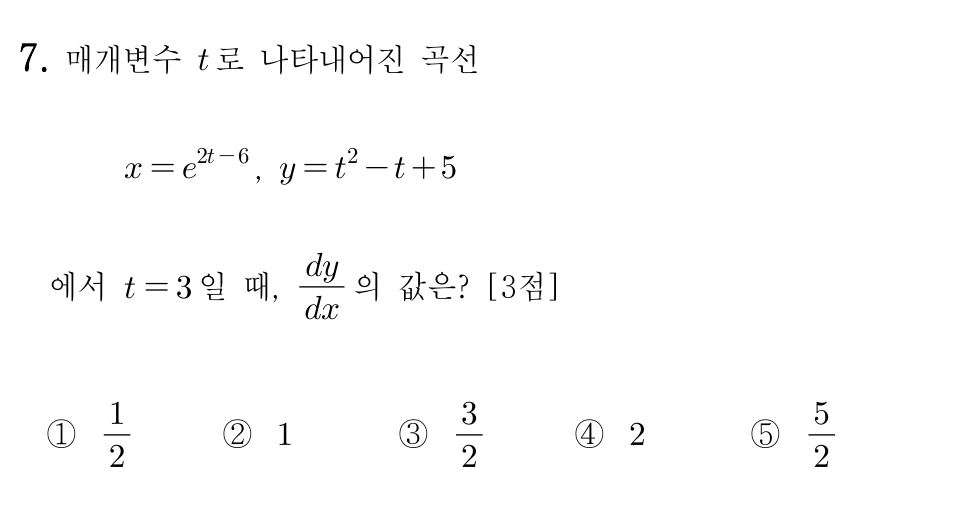 7. 매개변수 t로 나타내어진 곡선
x = e^{2t-6}, y = t^2 - t + 5
에서 t = 3일 때, \frac{dy}{dx}의 값은? [3점]
① \frac{1}{2} ② 1 ③ \frac{3}{2} ④ 2 ⑤ \frac{5}{2}